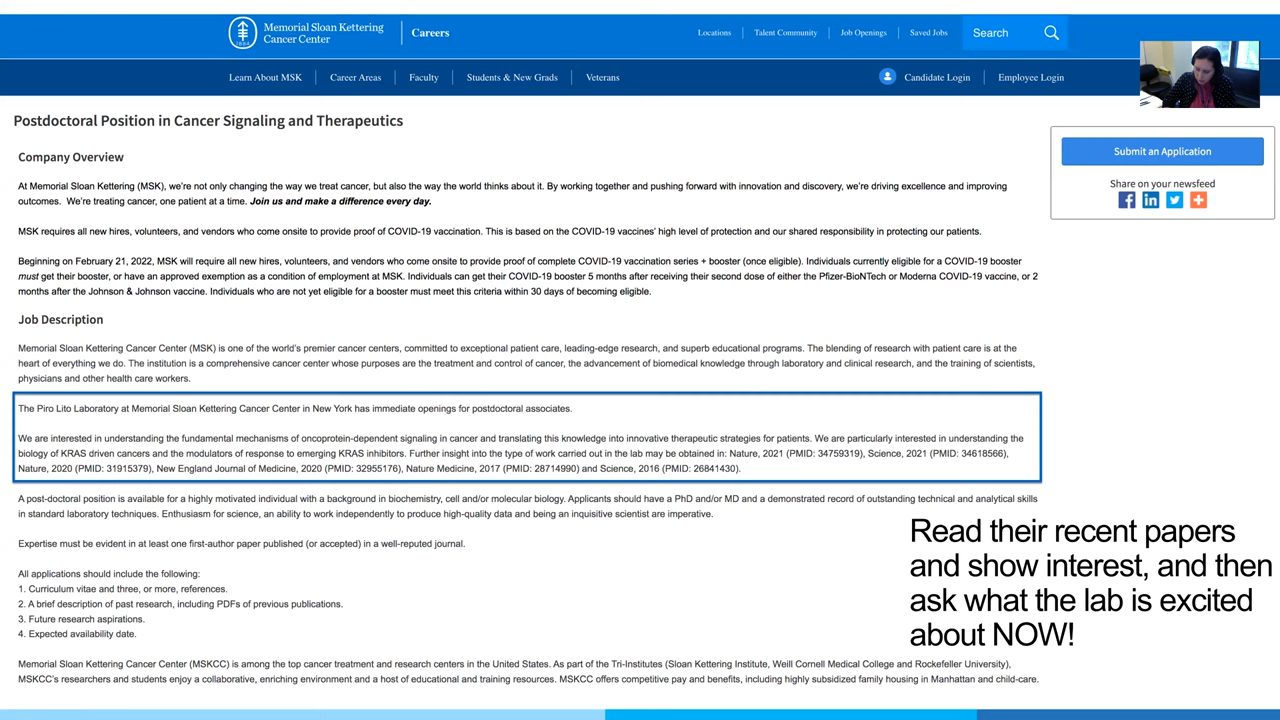 Memorial Sloan Kettering
Cancer Center
Careers
Locations
Talent Community
Job Openings
Saved Jobs
Search
Learn About MSK
Career Areas
Faculty
Students & New Grads
Veterans
Candidate Login
Employee Login
Postdoctoral Position in Cancer Signaling and Therapeutics
Submit an Application
Share on your newsfeed
Company Overview
At Memorial Sloan Kettering (MSK), we're not only changing the way we treat cancer, but also the way the world thinks about it. By working together and pushing forward with innovation and discovery, we're driving excellence and improving
outcomes. We're treating cancer, one patient at a time. Join us and make a difference every day.
MSK requires all new hires, volunteers, and vendors who come onsite to provide proof of COVID-19 vaccination. This is based on the COVID-19 vaccines' high level of protection and our shared responsibility in protecting our patients.
Beginning on February 21, 2022, MSK will require all new hires, volunteers, and vendors who come onsite to provide proof of complete COVID-19 vaccination series + booster (once eligible). Individuals currently eligible for a COVID-19 booster
must get their booster, or have an approved exemption as a condition of employment at MSK. Individuals can get their COVID-19 booster 5 months after receiving their second dose of either the Pfizer-BioNTech or Moderna COVID-19 vaccine, or 2
months after the Johnson & Johnson vaccine. Individuals who are not yet eligible for a booster must meet this criteria within 30 days of becoming eligible.
Job Description
Memorial Sloan Kettering Cancer Center (MSK) is one of the world's premier cancer centers, committed to exceptional patient care, leading-edge research, and superb educational programs. The blending of research with patient care is at the
heart of everything we do. The institution is a comprehensive cancer center whose purposes are the treatment and control of cancer, the advancement of biomedical knowledge through laboratory and clinical research, and the training of scientists,
physicians and other health care workers.
The Piro Lito Laboratory at Memorial Sloan Kettering Cancer Center in New York has immediate openings for postdoctoral associates.
We are interested in understanding the fundamental mechanisms of oncoprotein-dependent signaling in cancer and translating this knowledge into innovative therapeutic strategies for patients. We are particularly interested in understanding the
biology of KRAS driven cancers and the modulators of response to emerging KRAS inhibitors. Further insight into the type of work carried out in the lab may be obtained in: Nature, 2021 (PMID: 34759319), Science, 2021 (PMID: 34618566),
Nature, 2020 (PMID: 31915379), New England Journal of Medicine, 2020 (PMID: 32955176), Nature Medicine, 2017 (PMID: 28714990) and Science, 2016 (PMID: 26841430).
A post-doctoral position is available for a highly motivated individual with a background in biochemistry, cell and/or molecular biology. Applicants should have a PhD and/or MD and a demonstrated record of outstanding technical and analytical skills
in standard laboratory techniques. Enthusiasm for science, an ability to work independently to produce high-quality data and being an inquisitive scientist are imperative.
Expertise must be evident in at least one first-author paper published (or accepted) in a well-reputed journal.
All applications should include the following:
1. Curriculum vitae and three, or more, references.
2. A brief description of past research, including PDFs of previous publications.
3. Future research aspirations.
4. Expected availability date.
Memorial Sloan Kettering Cancer Center (MSKCC) is among the top cancer treatment and research centers in the United States. As part of the Tri-Institutes (Sloan Kettering Institute, Weill Cornell Medical College and Rockefeller University),
MSKCC's researchers and students enjoy a collaborative, enriching environment and a host of educational and training resources. MSKCC offers competitive pay and benefits, including highly subsidized family housing in Manhattan and child-care.
Read their recent papers
and show interest, and then
ask what the lab is excited
about NOW!